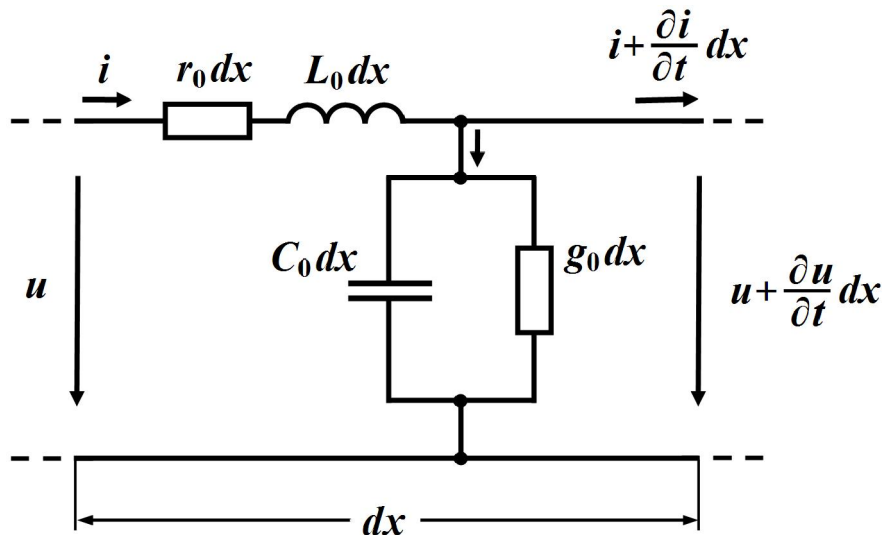 i
r₀dx
L₀dx
i+∂i/∂t dx
u
C₀dx
g₀dx
u+∂u/∂t dx
dx